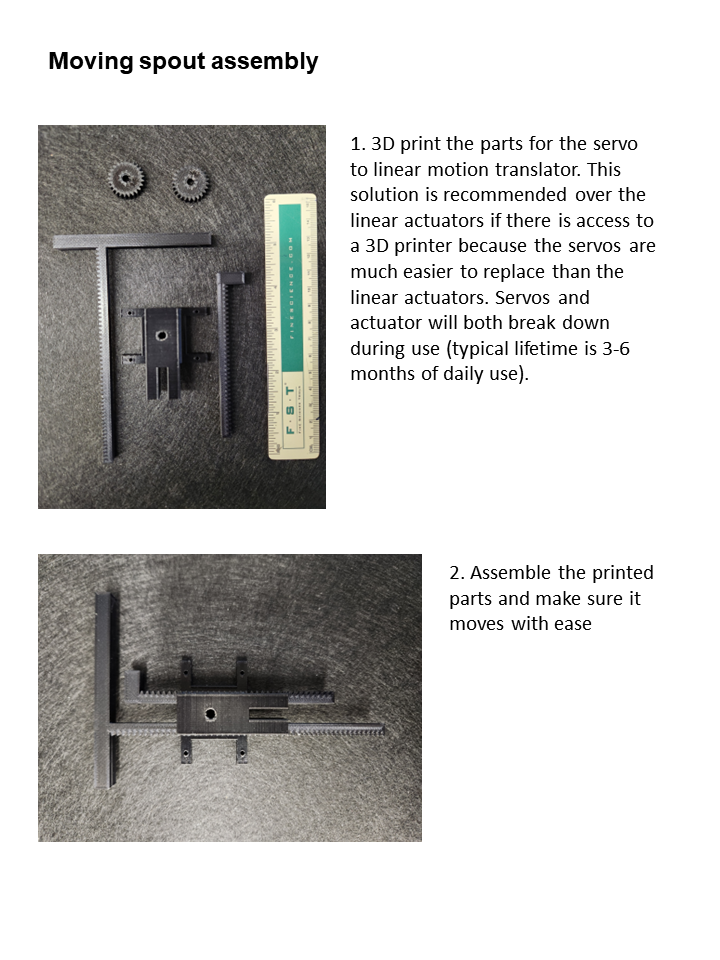 Moving spout assembly
1. 3D print the parts for the servo
to linear motion translator. This
solution is recommended over the
linear actuators if there is access to
a 3D printer because the servos are
much easier to replace than the
linear actuators. Servos and
actuator will both break down
during use (typical lifetime is 3-6
months of daily use).
FINESCIENCE.COM
F·S·T
2. Assemble the printed
parts and make sure it
moves with ease